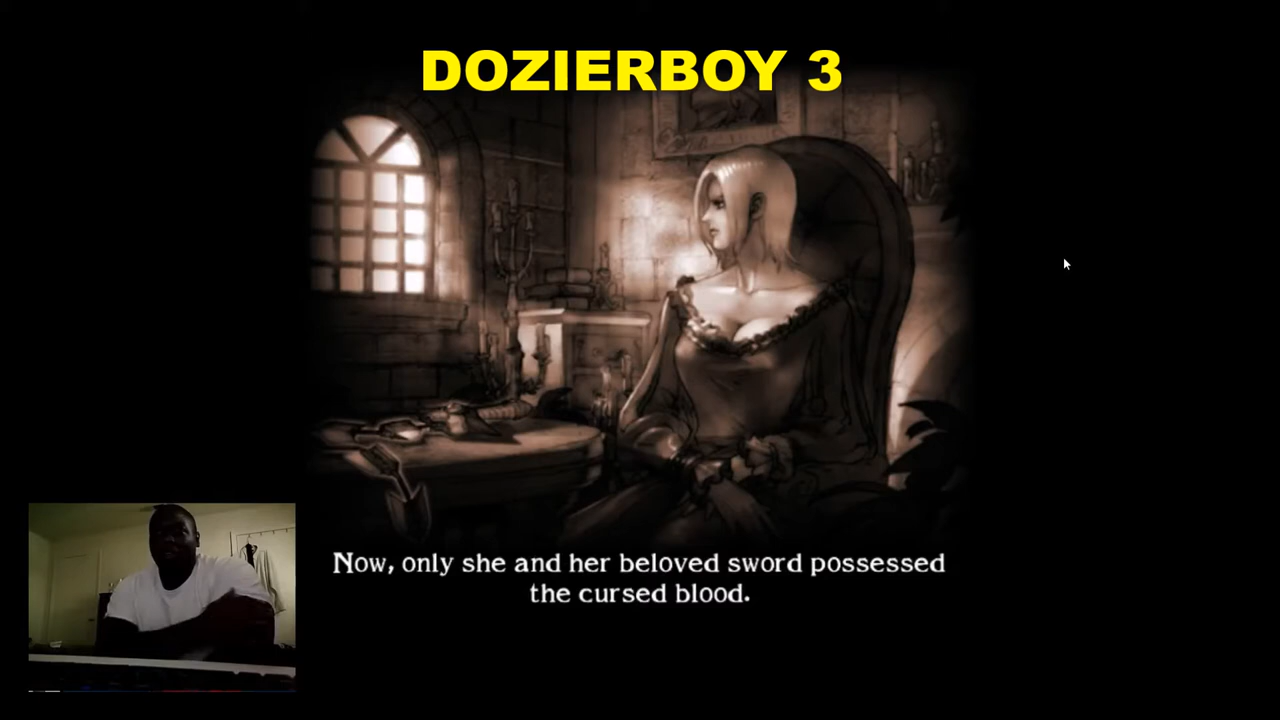 DOZIERBOY 3
Now, only she and her beloved sword possessed
the cursed blood.